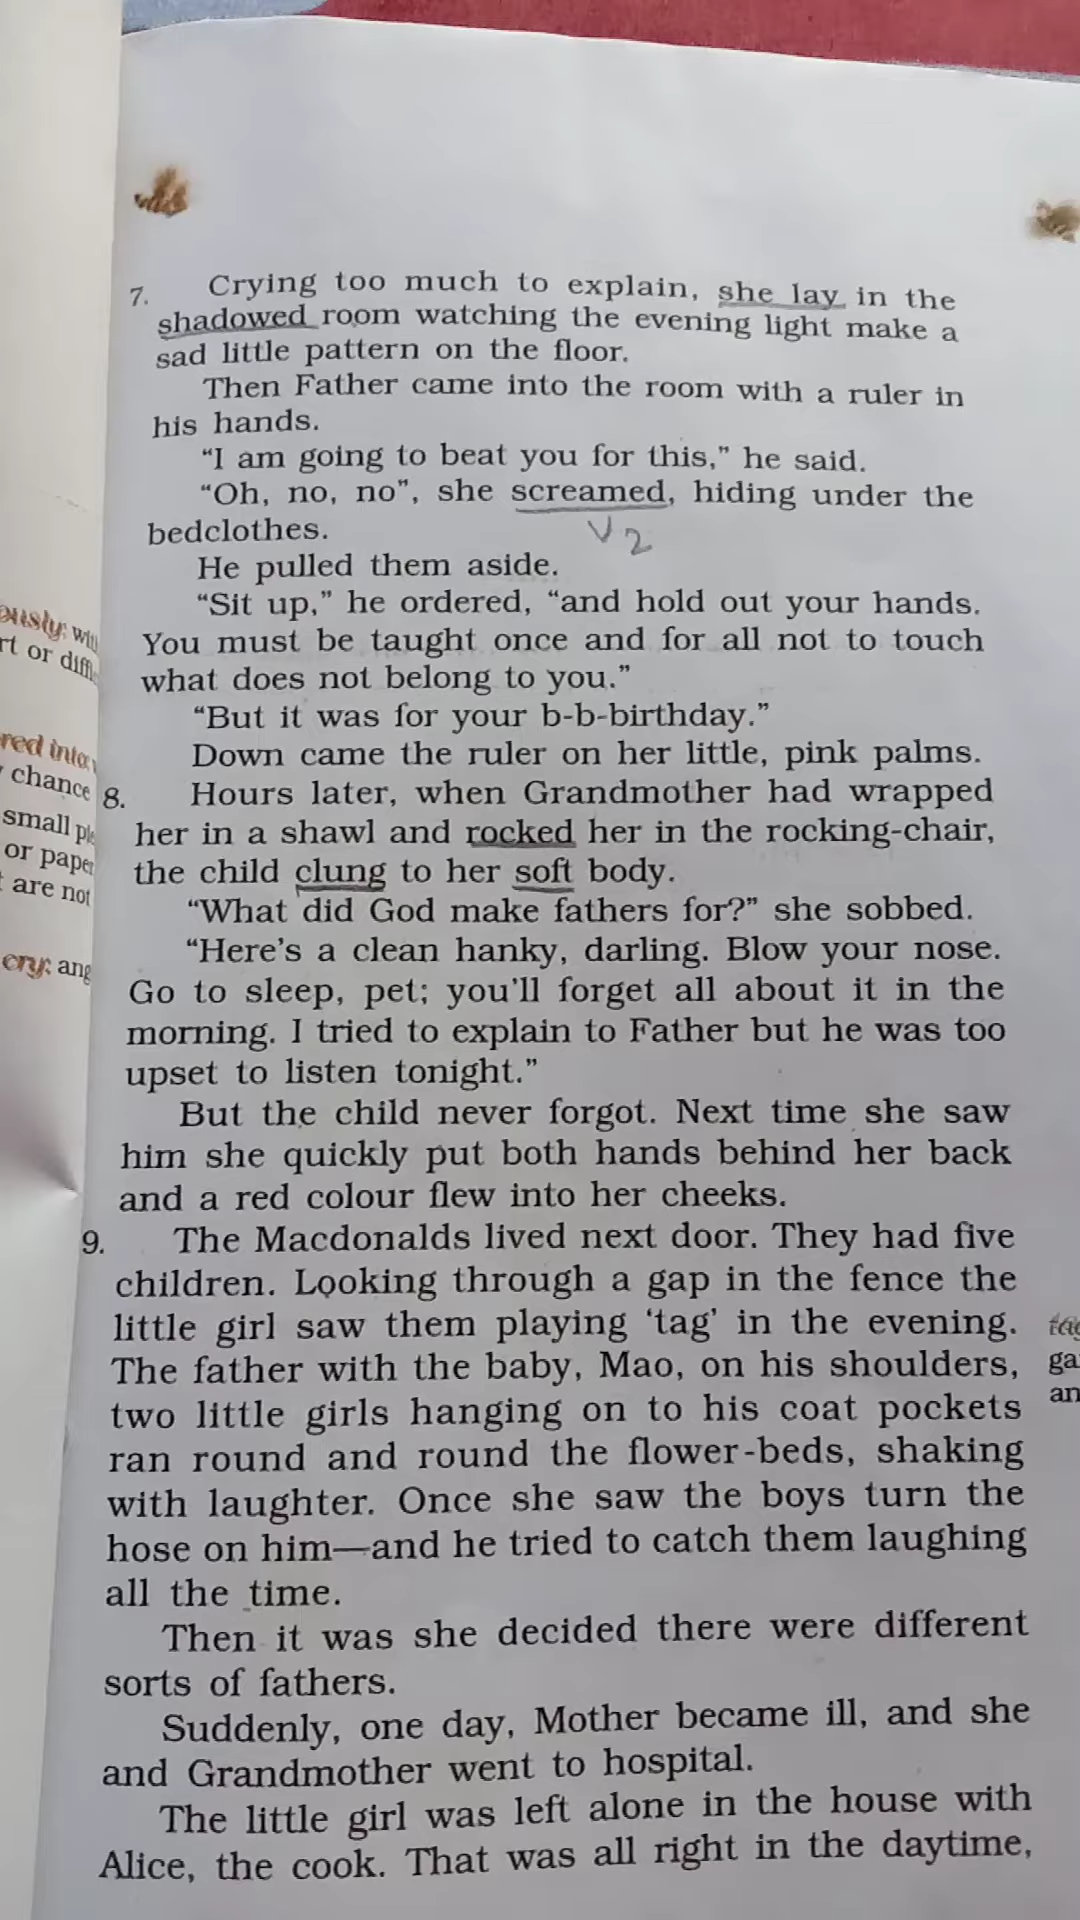 7. Crying too much to explain, she lay in the
shadowed room watching the evening light make a
sad little pattern on the floor.
Then Father came into the room with a ruler in
his hands.
“I am going to beat you for this,” he said.
“Oh, no, no”, she screamed, hiding under the
V2
bedclothes.
He pulled them aside.
“Sit up,” he ordered, “and hold out your hands.
You must be taught once and for all not to touch
what does not belong to you.”
“But it was for your b-b-birthday.”
Down came the ruler on her little, pink palms.
8. Hours later, when Grandmother had wrapped
her in a shawl and rocked her in the rocking-chair,
the child clung to her soft body.
“What did God make fathers for?” she sobbed.
“Here’s a clean hanky, darling. Blow your nose.
Go to sleep, pet; you’ll forget all about it in the
morning. I tried to explain to Father but he was too
upset to listen tonight.”
But the child never forgot. Next time she saw
him she quickly put both hands behind her back
and a red colour flew into her cheeks.
9. The Macdonalds lived next door. They had five
children. Looking through a gap in the fence the
little girl saw them playing ‘tag’ in the evening.
The father with the baby, Mao, on his shoulders,
two little girls hanging on to his coat pockets
ran round and round the flower-beds, shaking
with laughter. Once she saw the boys turn the
hose on him—and he tried to catch them laughing
all the time.
Then it was she decided there were different
sorts of fathers.
Suddenly, one day, Mother became ill, and she
and Grandmother went to hospital.
The little girl was left alone in the house with
Alice, the cook. That was all right in the daytime,
or
chance
small
or paper
are not